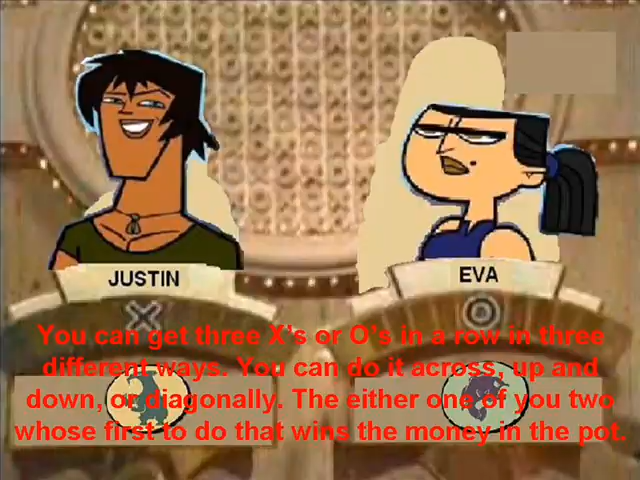 JUSTIN
EVA
You can get three X's or O's in a row in three
different ways. You can do it across, up and
down, or diagonally. The either one of you two
whose first to do that wins the money in the pot.